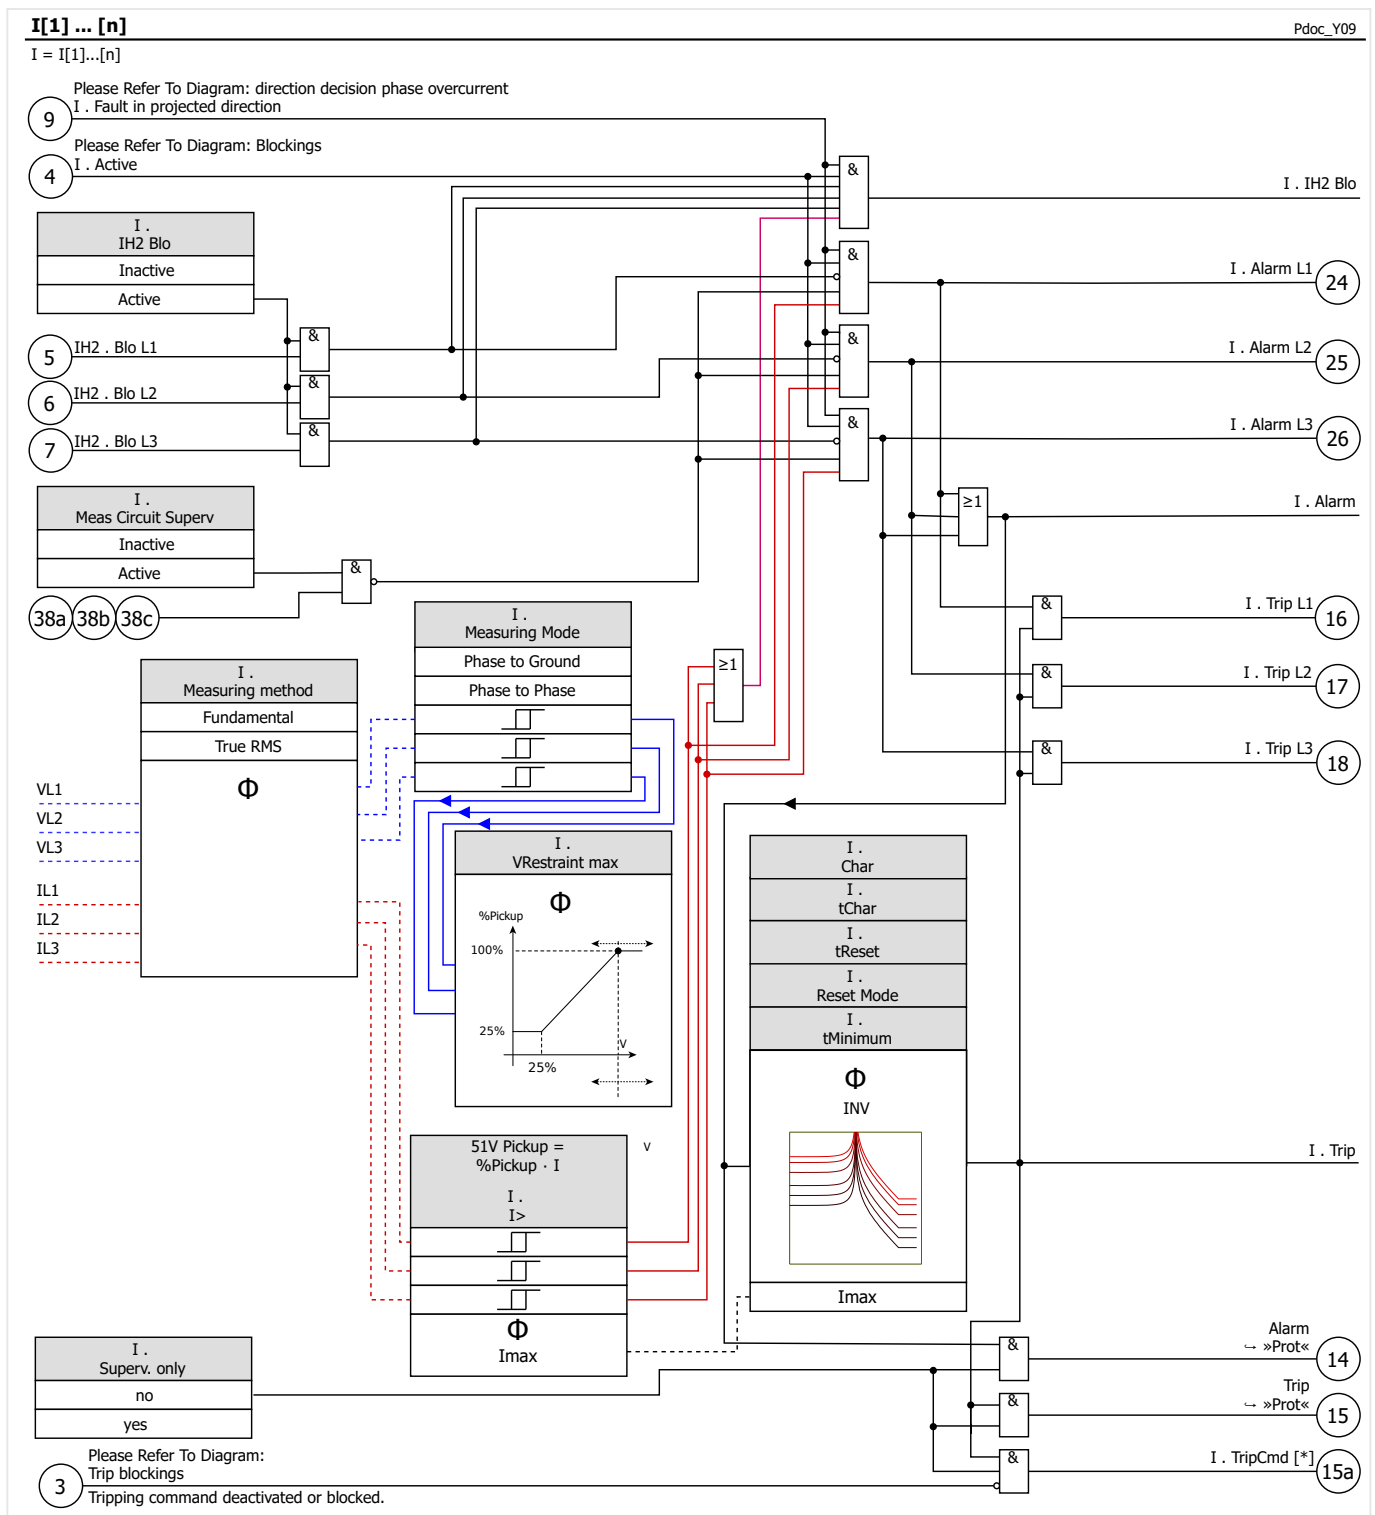 I[1] ... [n]
Pdoc_Y09
I = I[1]...[n]
Please Refer To Diagram: direction decision phase overcurrent
9
I . Fault in projected direction
Please Refer To Diagram: Blockings
4
I . Active
&
I . IH2 Blo
I .
IH2 Blo
Inactive
Active
&
I . Alarm L1
24
5
IH2 . Blo L1
&
&
I . Alarm L2
25
6
IH2 . Blo L2
&
7
IH2 . Blo L3
&
&
I . Alarm L3
26
I .
Meas Circuit Superv
Inactive
Active
&
≥1
I . Alarm
38a
38b
38c
I .
Measuring Mode
Phase to Ground
Phase to Phase
≥1
&
I . Trip L1
16
&
I . Trip L2
17
&
I . Trip L3
18
I .
Measuring method
Fundamental
True RMS
Φ
VL1
VL2
VL3
IL1
IL2
IL3
I .
VRestraint max
Φ
%Pickup
100%
25%
V
25%
I .
Char
I .
tChar
I .
tReset
I .
Reset Mode
I .
tMinimum
Φ
INV
Imax
I . Trip
51V Pickup =
%Pickup · I
V
I .
I>
Φ
Imax
I .
Superv. only
no
yes
&
Alarm
↪ »Prot«
14
&
Trip
↪ »Prot«
15
&
I . TripCmd [*]
15a
Please Refer To Diagram:
Trip blockings
3
Tripping command deactivated or blocked.